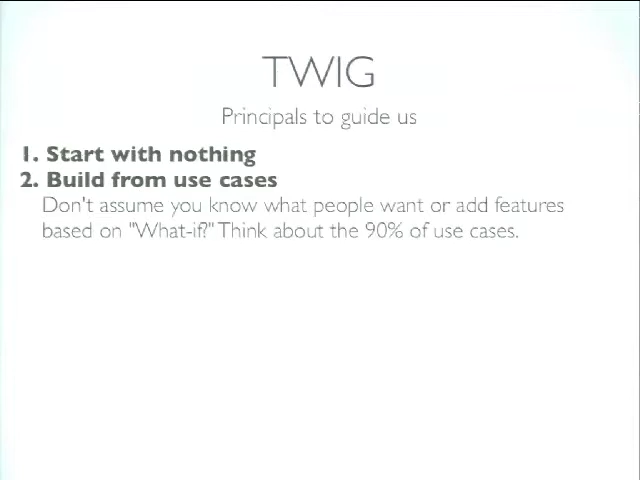 TWIG
Principals to guide us
1. Start with nothing
2. Build from use cases
Don't assume you know what people want or add features
based on "What-if?" Think about the 90% of use cases.